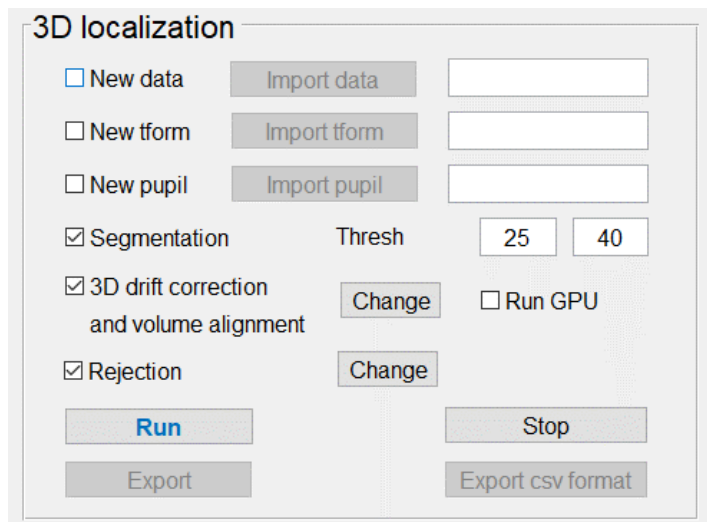 3D localization
New data Import data
New tform Import tform
New pupil Import pupil
Segmentation Thresh 25 40
3D drift correction
and volume alignment Change Run GPU
Rejection Change
Run Stop
Export Export csv format